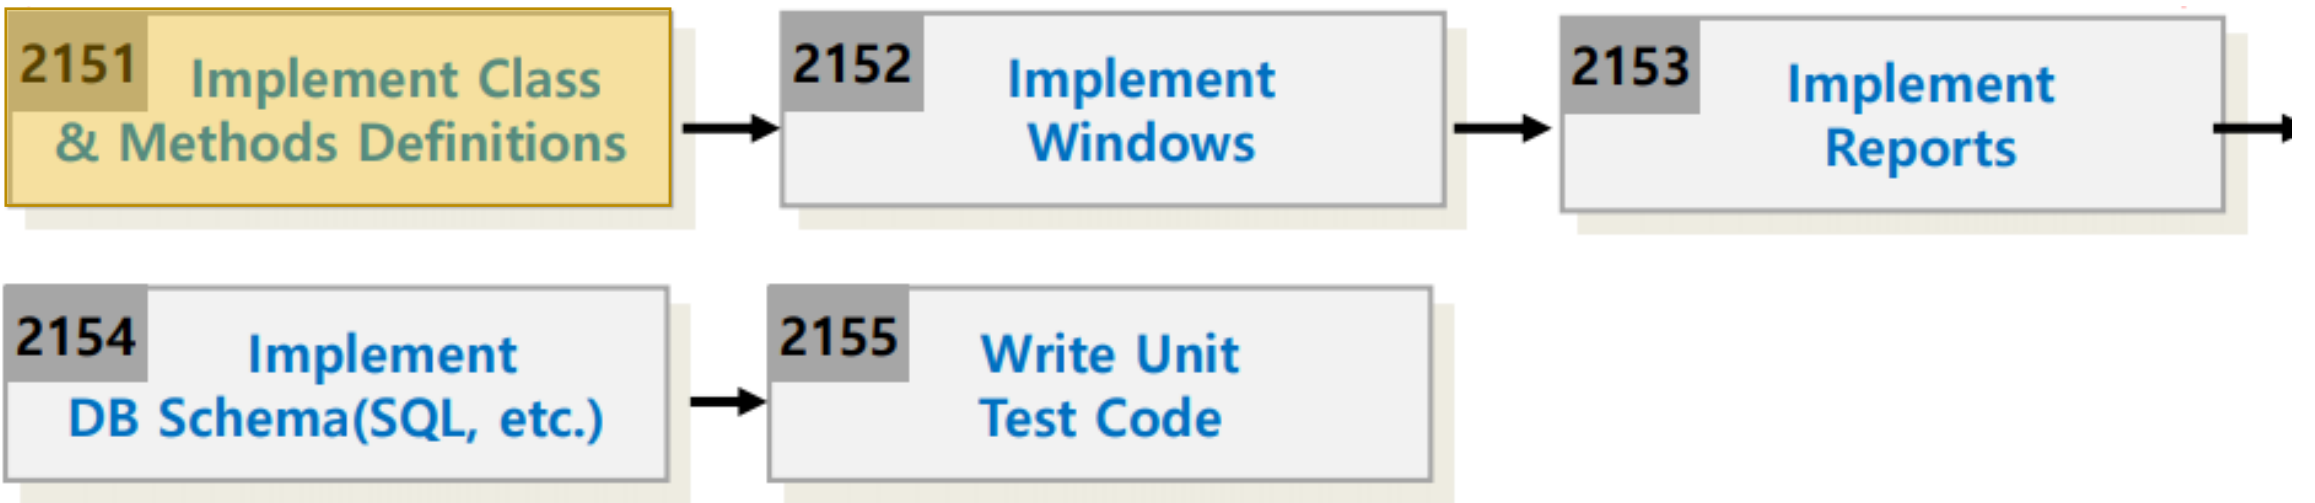 2151
Implement Class
& Methods Definitions
2152
Implement
Windows
2153
Implement
Reports
2154
Implement
DB Schema(SQL, etc.)
2155
Write Unit
Test Code